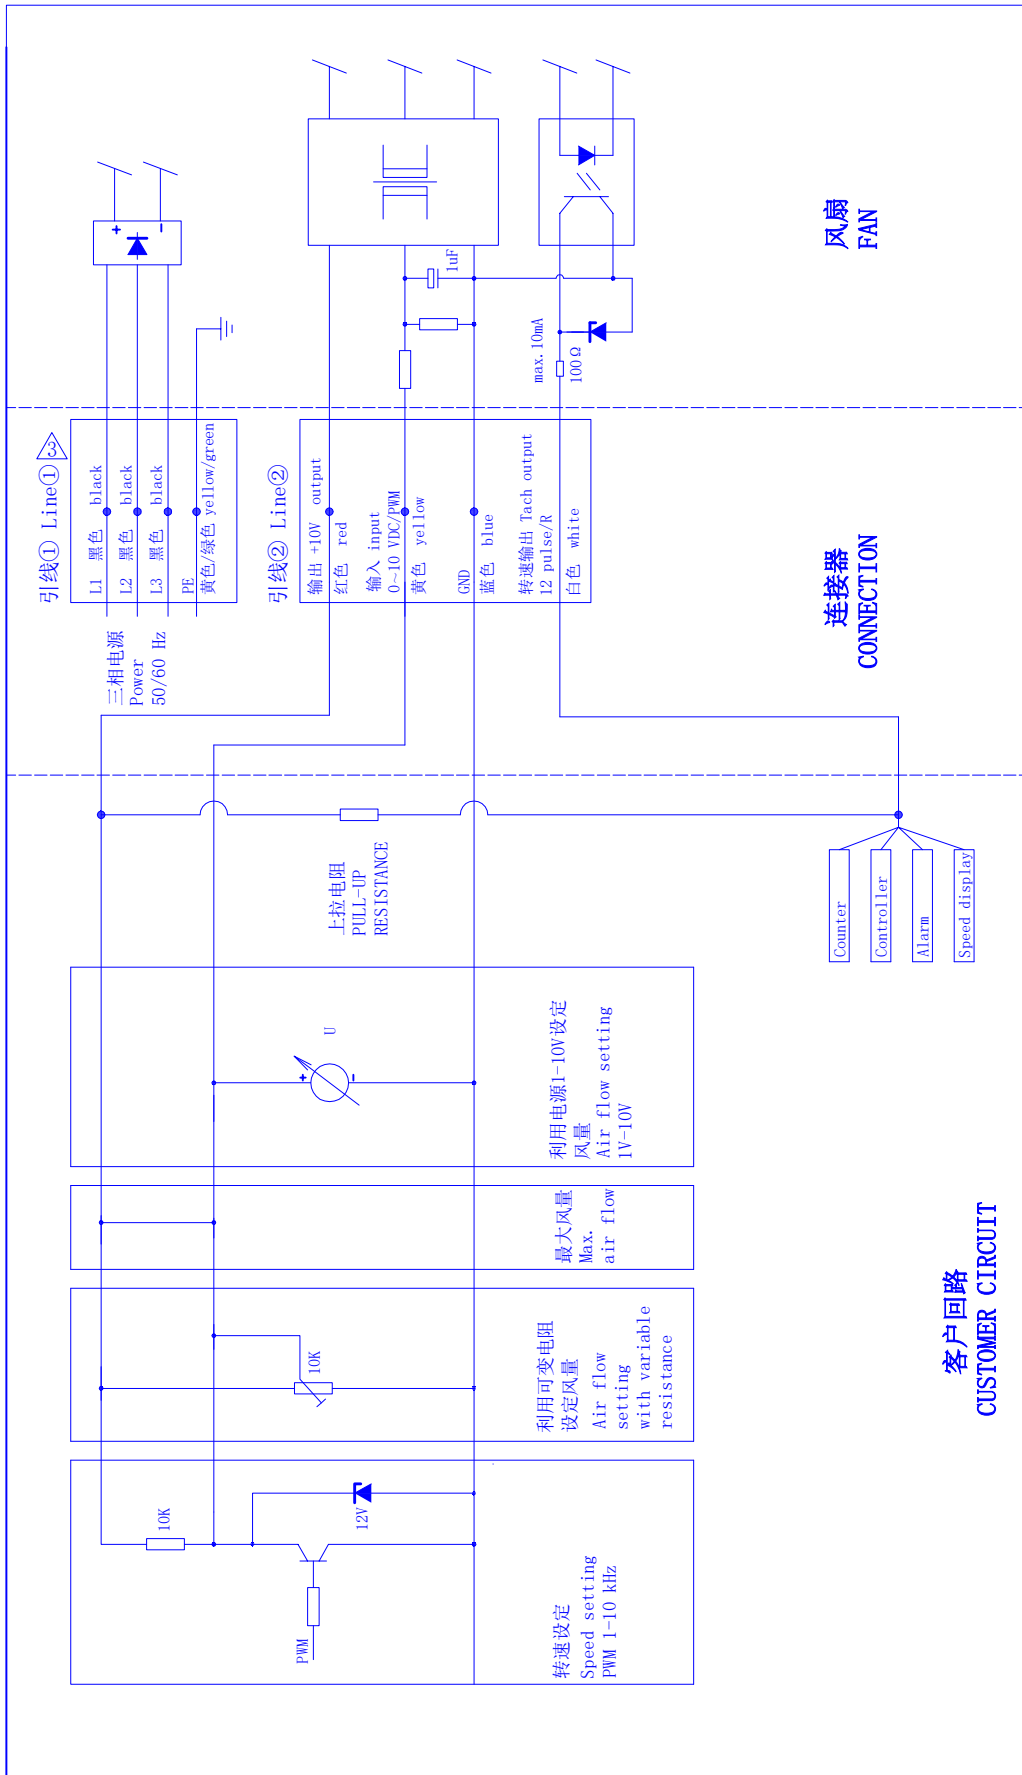 客户回路
CUSTOMER CIRCUIT
连接器
CONNECTION
风扇
FAN
转速设定
Speed setting
PWM 1-10 kHz
PWM
10K
12V
利用可变电阻
设定风量
Air flow
setting
with variable
resistance
10K
最大风量
Max.
air flow
利用电源1-10V设定
风量
Air flow setting
1V-10V
U
+
-
上拉电阻
PULL-UP
RESISTANCE
Counter
Controller
Alarm
Speed display
三相电源
Power
50/60 Hz
引线① Line① 3
L1 黑色 black
L2 黑色 black
L3 黑色 black
PE
黄色/绿色 yellow/green
引线② Line②
输出 +10V output
红色 red
输入 input
0~10 VDC/PWM
黄色 yellow
GND
蓝色 blue
转速输出 Tach output
12 pulse/R
白色 white
+
-
1uF
max. 10mA
100Ω